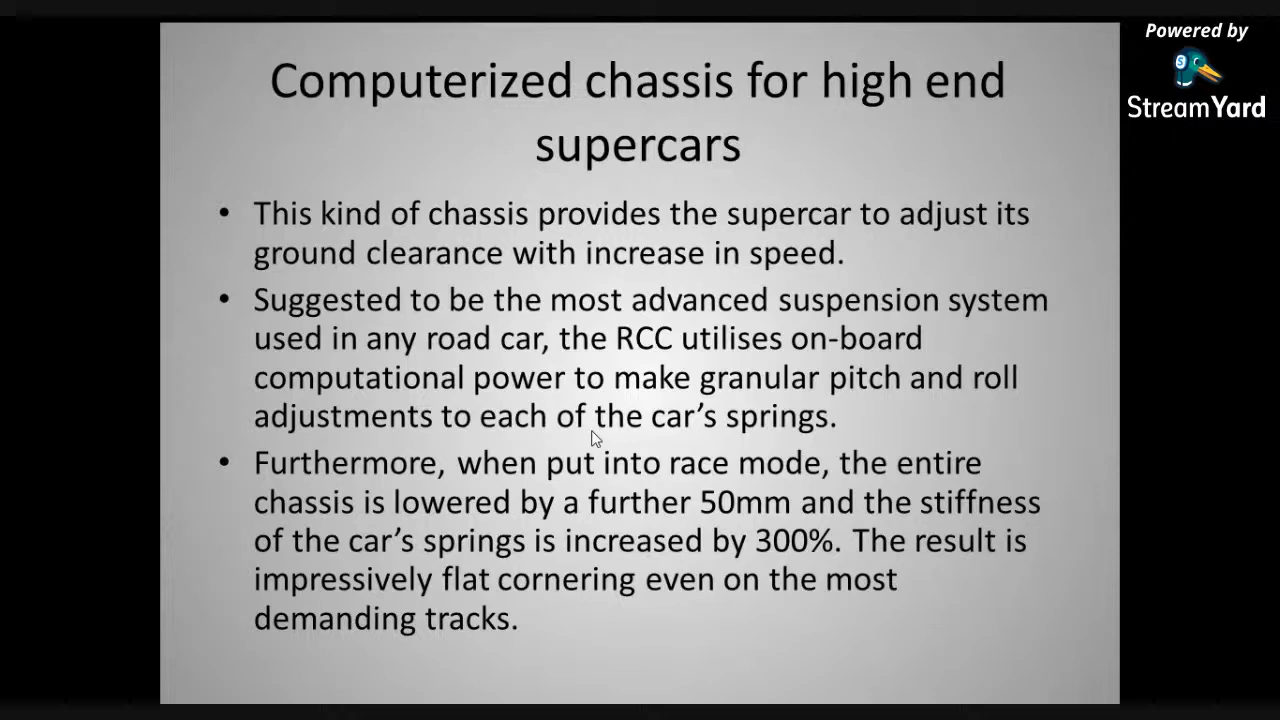 Powered by
StreamYard
Computerized chassis for high end
supercars
• This kind of chassis provides the supercar to adjust its
ground clearance with increase in speed.
• Suggested to be the most advanced suspension system
used in any road car, the RCC utilises on-board
computational power to make granular pitch and roll
adjustments to each of the car’s springs.
• Furthermore, when put into race mode, the entire
chassis is lowered by a further 50mm and the stiffness
of the car’s springs is increased by 300%. The result is
impressively flat cornering even on the most
demanding tracks.